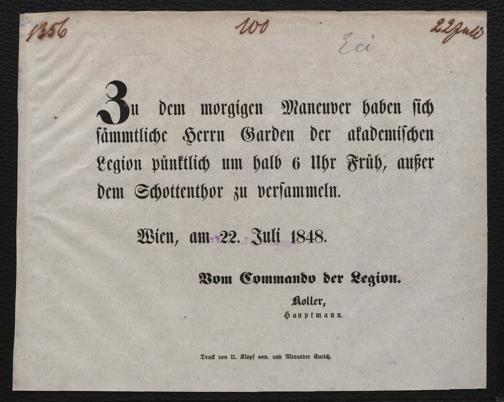 1356 100 22 Juli
Zu dem morgigen Maneuver haben sich
sämmtliche Herrn Garden der akademischen
Legion pünktlich um halb 6 Uhr Früh, außer
dem Schottenthor zu versammeln.
Wien, am 22. Juli 1848.
Vom Commando der Legion.
Koller,
Hauptmann.
Druck von U. Klopf sen. und Alexander Eurich.